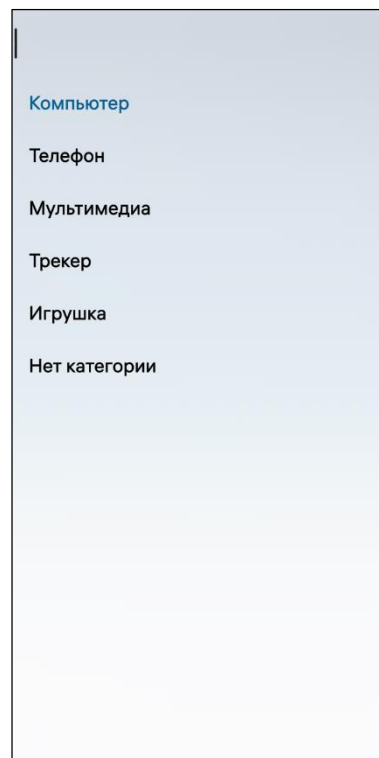 Компьютер
Телефон
Мультимедиа
Трекер
Игрушка
Нет категории